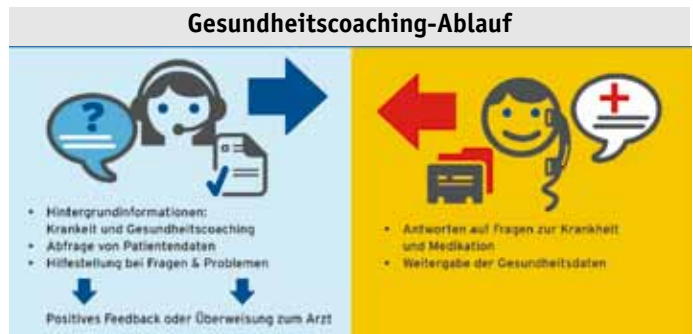 Gesundheitscoaching-Ablauf
?
• Hintergrundinformationen:
Krankeit und Gesundheitscoaching
• Abfrage von Patientendaten
• Hilfestellung bei Fragen & Problemen
Positives Feedback oder Überweisung zum Arzt
• Antworten auf Fragen zur Krankheit
und Medikation
• Weitergabe der Gesundheitsdaten